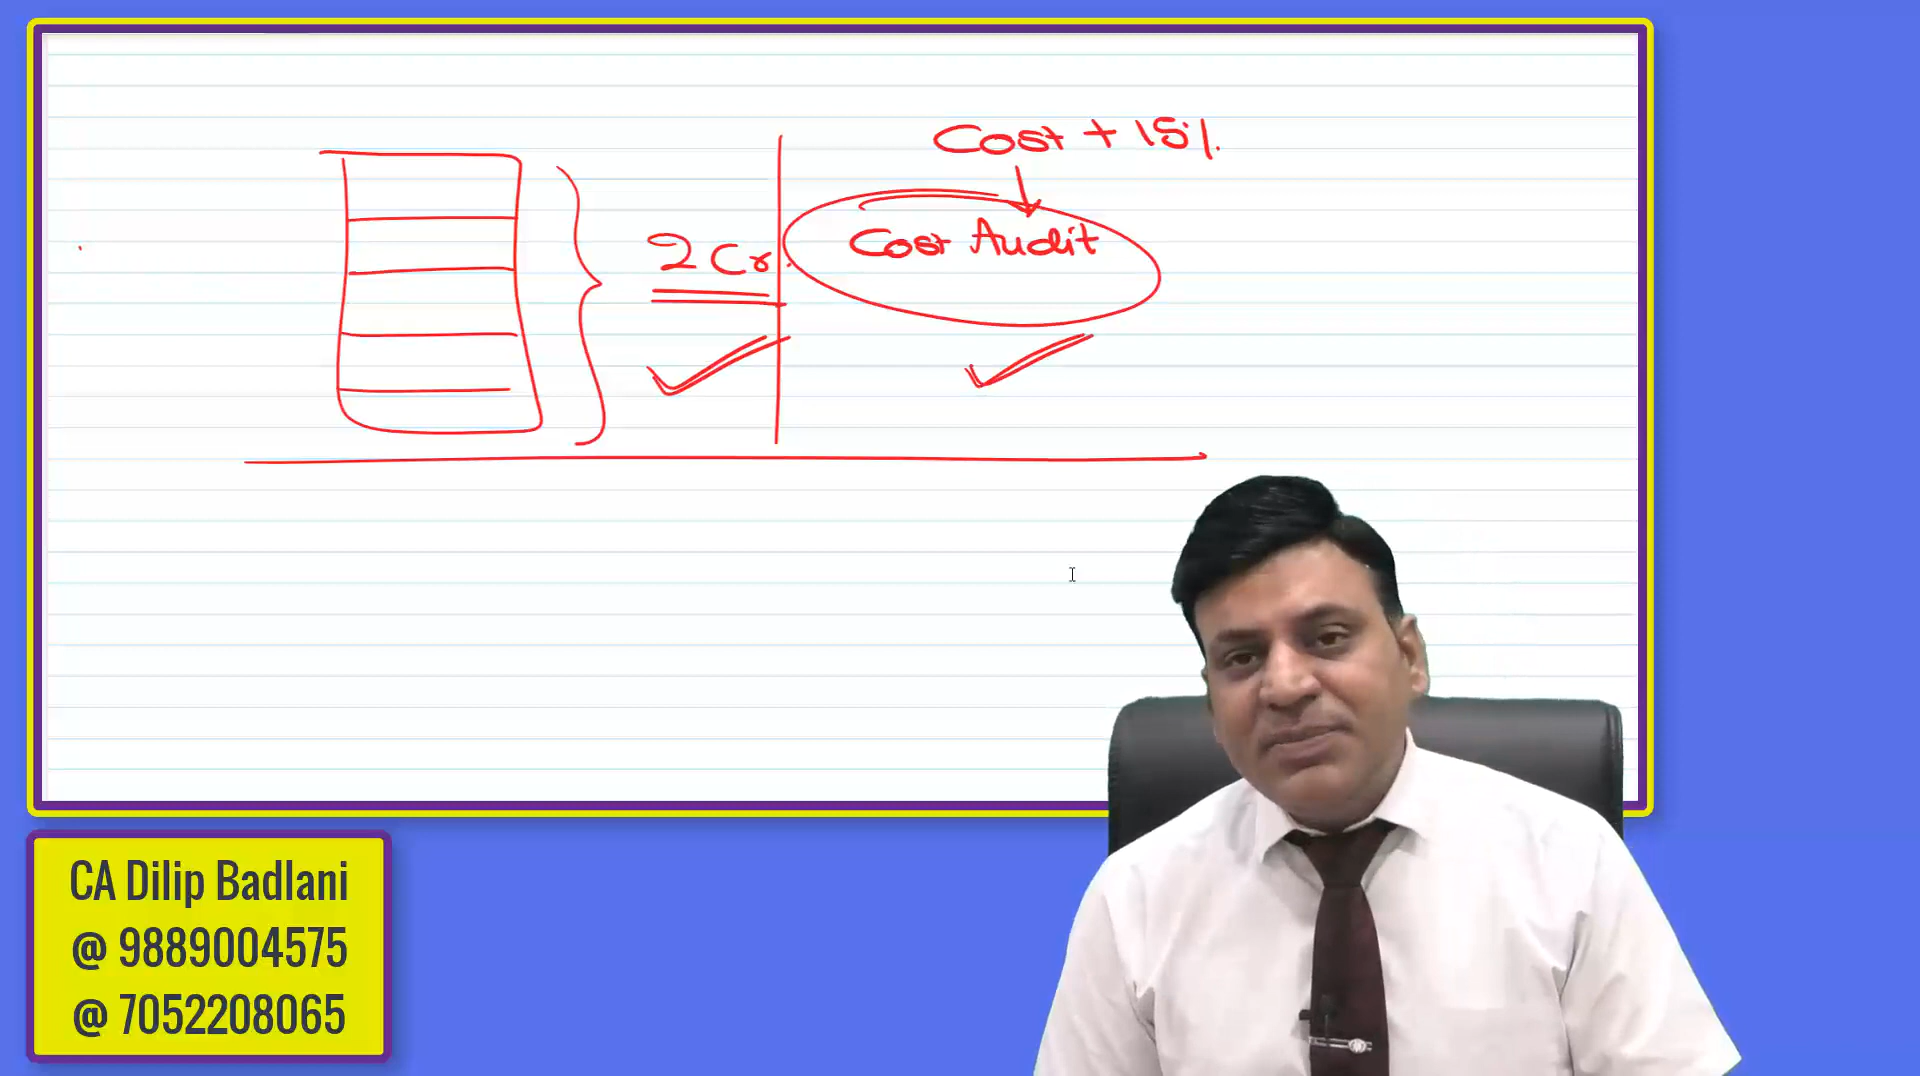 Cost + 15%
2 Cr.
Cost Audit
CA Dilip Badlani
@ 9889004575
@ 7052208065